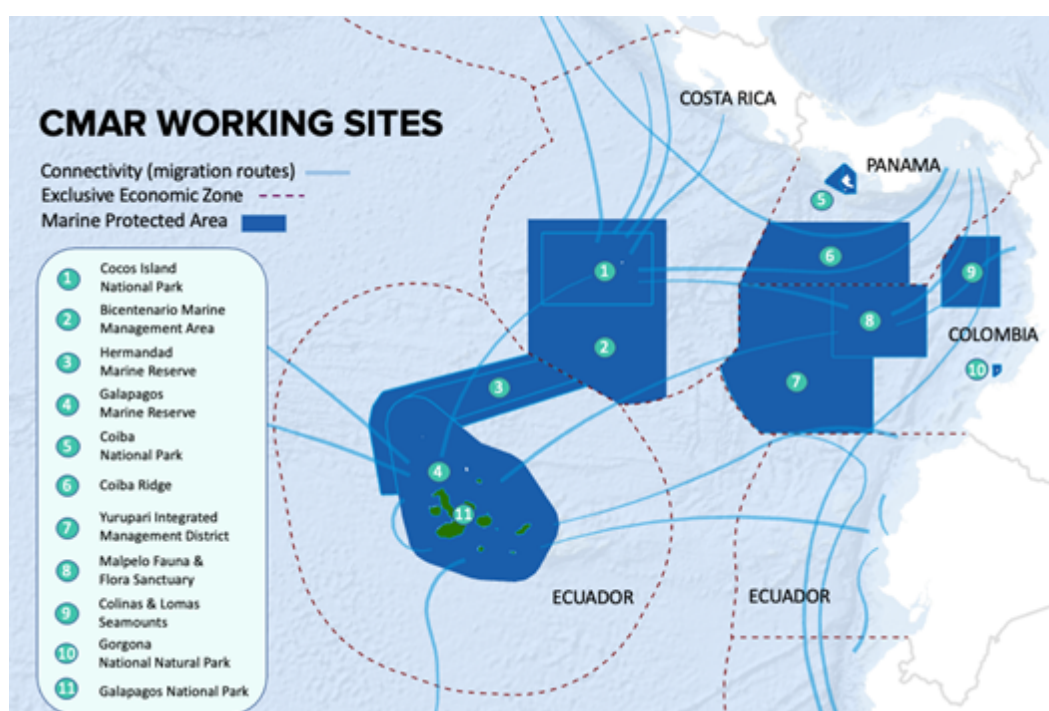 CMAR WORKING SITES
Connectivity (migration routes)
Exclusive Economic Zone
Marine Protected Area
1 Cocos Island
National Park
2 Bicentenario Marine
Management Area
3 Hermandad
Marine Reserve
4 Galapagos
Marine Reserve
5 Coiba
National Park
6 Coiba Ridge
7 Yurupari Integrated
Management District
8 Malpelo Fauna &
Flora Sanctuary
9 Colinas & Lomas
Seamounts
10 Gorgona
National Natural Park
11 Galapagos National Park
COSTA RICA
PANAMA
5
6
1
9
8
COLOMBIA
2
10
7
3
4
11
ECUADOR
ECUADOR